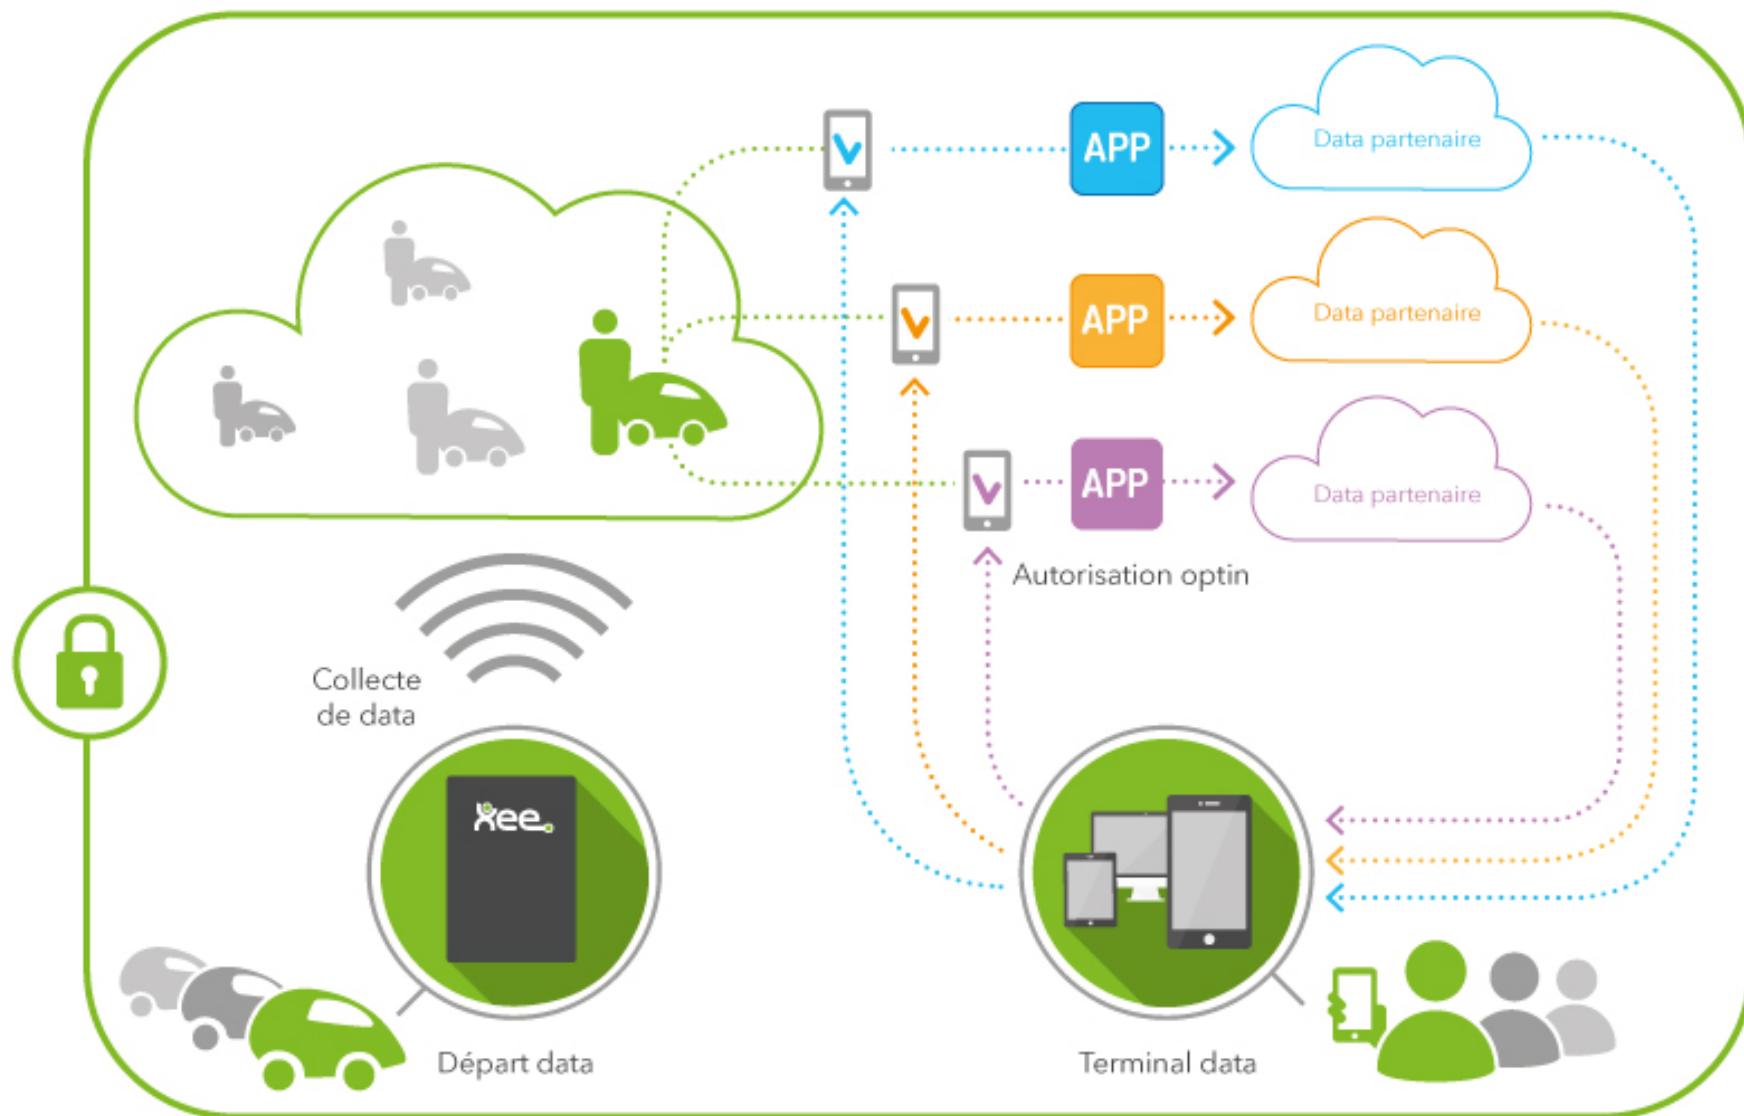 APP
Data partenaire
APP
Data partenaire
APP
Data partenaire
Autorisation optin
Collecte
de data
xee
Départ data
Terminal data